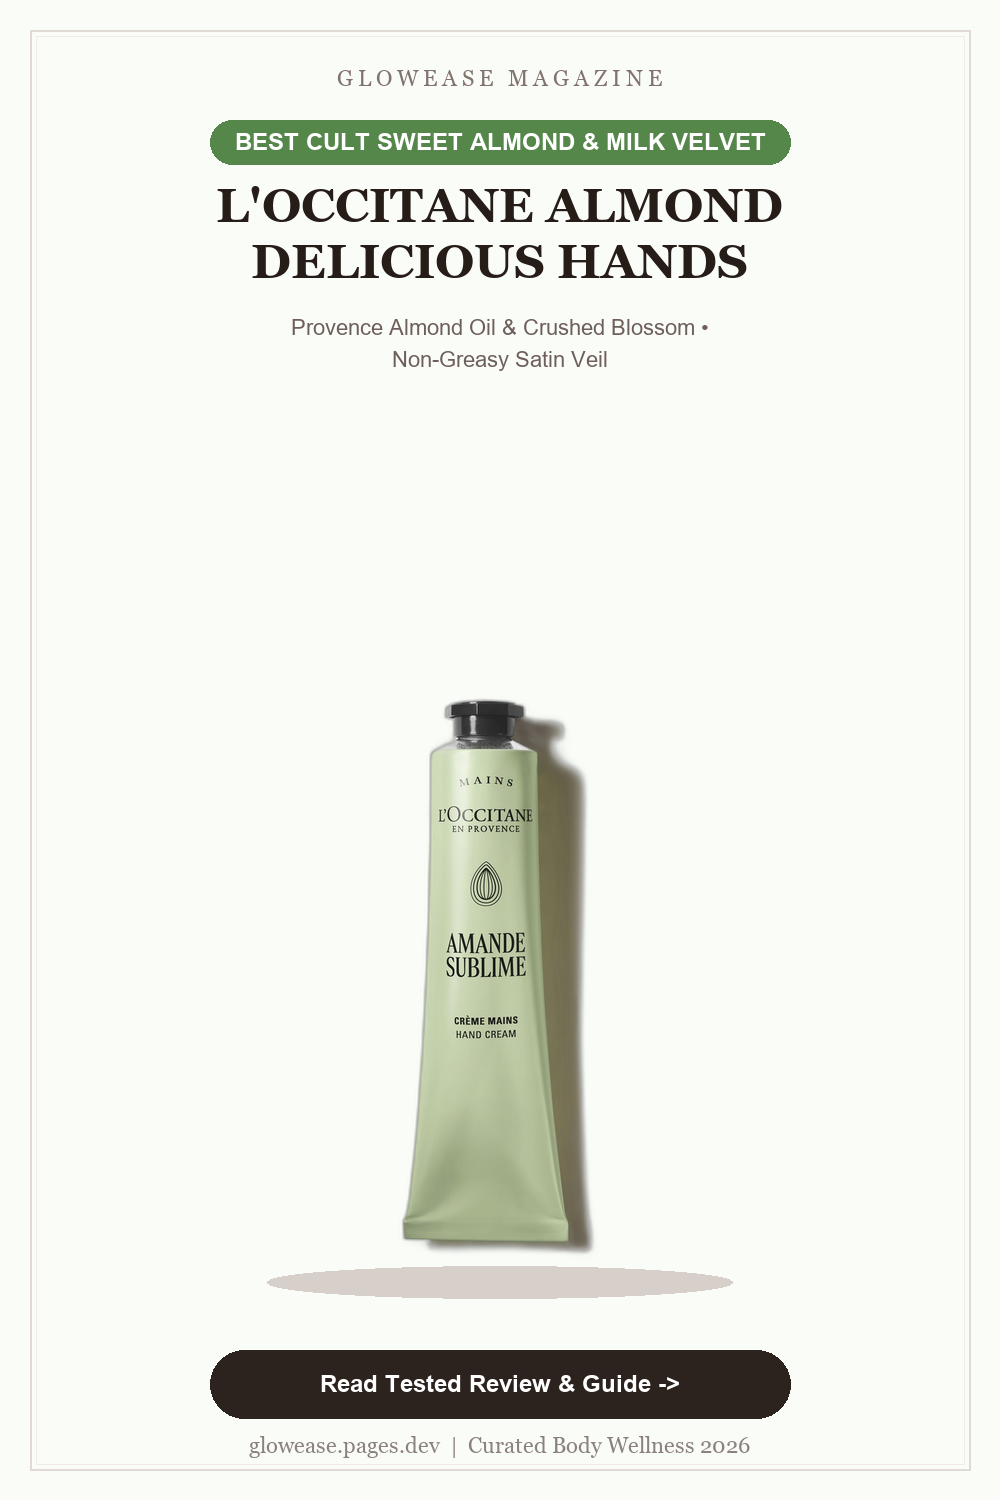 GLOWEASE MAGAZINE
BEST CULT SWEET ALMOND & MILK VELVET
L'OCCITANE ALMOND
DELICIOUS HANDS
Provence Almond Oil & Crushed Blossom •
Non-Greasy Satin Veil
MAINS
L'OCCITANE
EN PROVENCE
AMANDE
SUBLIME
CRÈME MAINS
HAND CREAM
Read Tested Review & Guide ->
glowease.pages.dev | Curated Body Wellness 2026